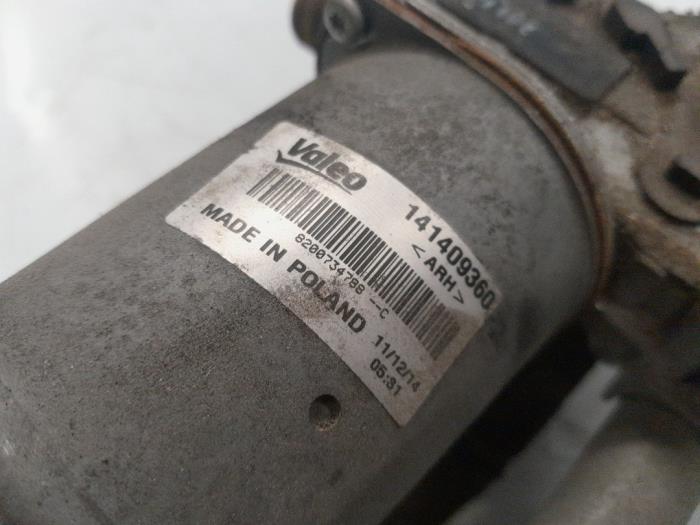 Valeo
141409360
< ARH >
8200734788 --C
MADE IN POLAND
11/12/14
05:31